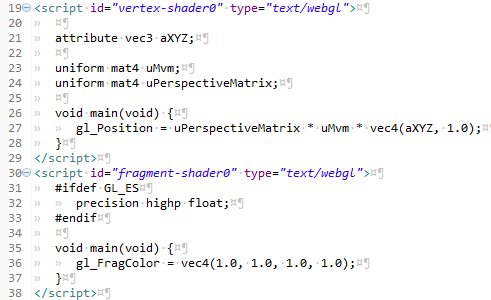 19 <script id="vertex-shader0" type="text/webgl">¤¶
20 » ¤¶
21 » attribute vec3 aXYZ;¤¶
22 » ¤¶
23 » uniform mat4 uMvm;¤¶
24 » uniform mat4 uPerspectiveMatrix;¤¶
25 » ¤¶
26 » void main(void) {¤¶
27 » » gl_Position = uPerspectiveMatrix * uMvm * vec4(aXYZ, 1.0);¤¶
28 » }¤¶
29 </script>¤¶
30 <script id="fragment-shader0" type="text/webgl">¤¶
31 » #ifdef GL_ES¤¶
32 » » precision highp float;¤¶
33 » #endif¤¶
34 » ¤¶
35 » void main(void) {¤¶
36 » » gl_FragColor = vec4(1.0, 1.0, 1.0, 1.0);¤¶
37 » }¤¶
38 </script>¤¶